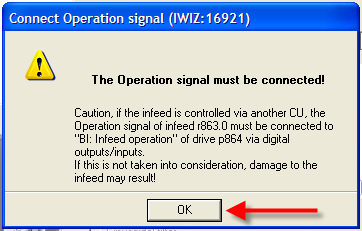 Connect Operation signal (IWIZ:16921)
The Operation signal must be connected!
Caution, if the infeed is controlled via another CU, the
Operation signal of infeed r863.0 must be connected to
"BI: Infeed operation" of drive p864 via digital
outputs/inputs.
If this is not taken into consideration, damage to the
infeed may result!
OK